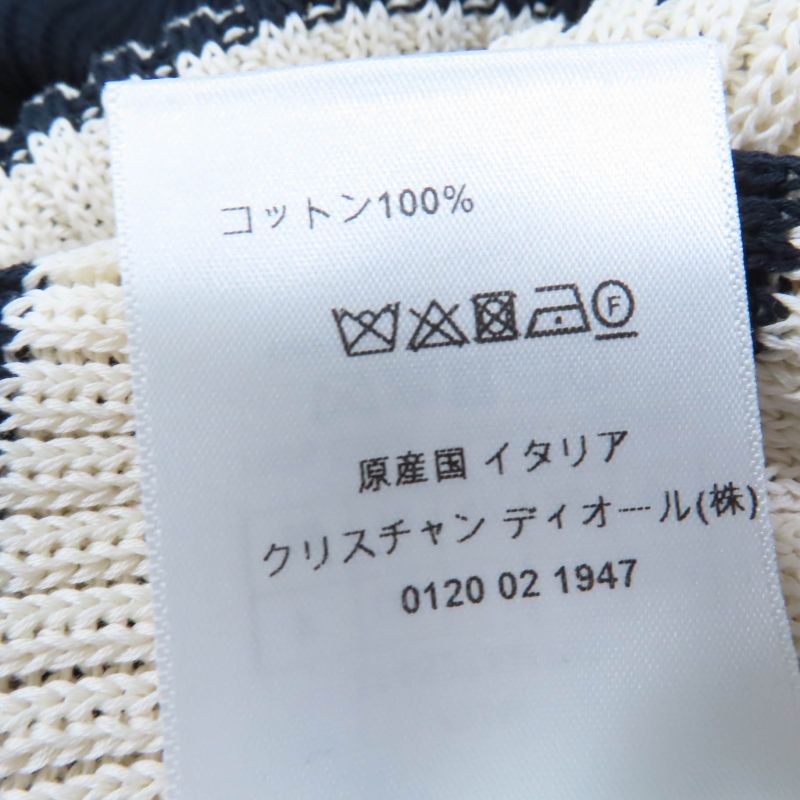 コットン100%
F
原産国 イタリア
クリスチャン ディオール(株)
0120 02 1947